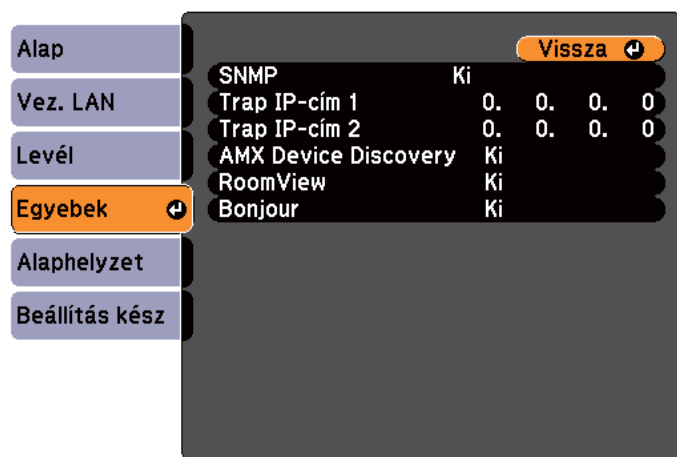 Alap
Vez. LAN
Levél
Egyebek
Alaphelyzet
Beállítás kész
Vissza
SNMP Ki
Trap IP-cím 1 0. 0. 0. 0
Trap IP-cím 2 0. 0. 0. 0
AMX Device Discovery Ki
RoomView Ki
Bonjour Ki